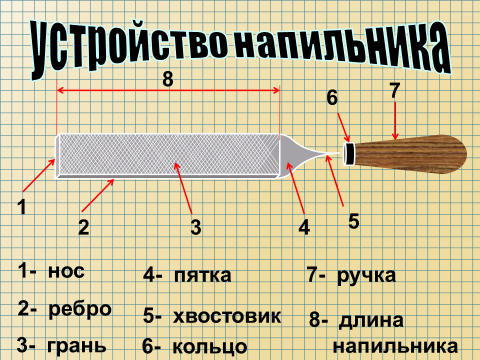 устройство напильника
8
6
7
1
2
3
4
5
1- нос
4- пятка
7- ручка
2- ребро
5- хвостовик
8- длина
напильника
3- грань
6- кольцо